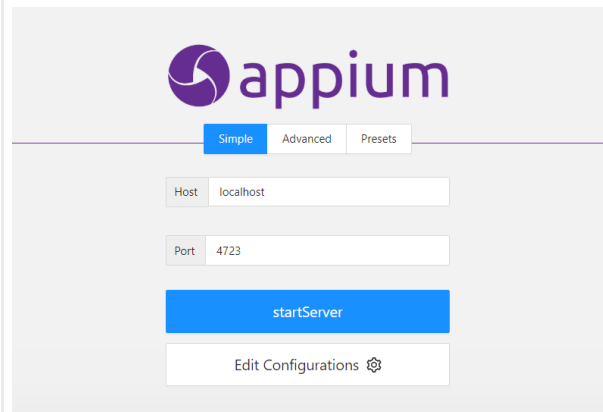 appium
Simple Advanced Presets
Host localhost
Port 4723
startServer
Edit Configurations